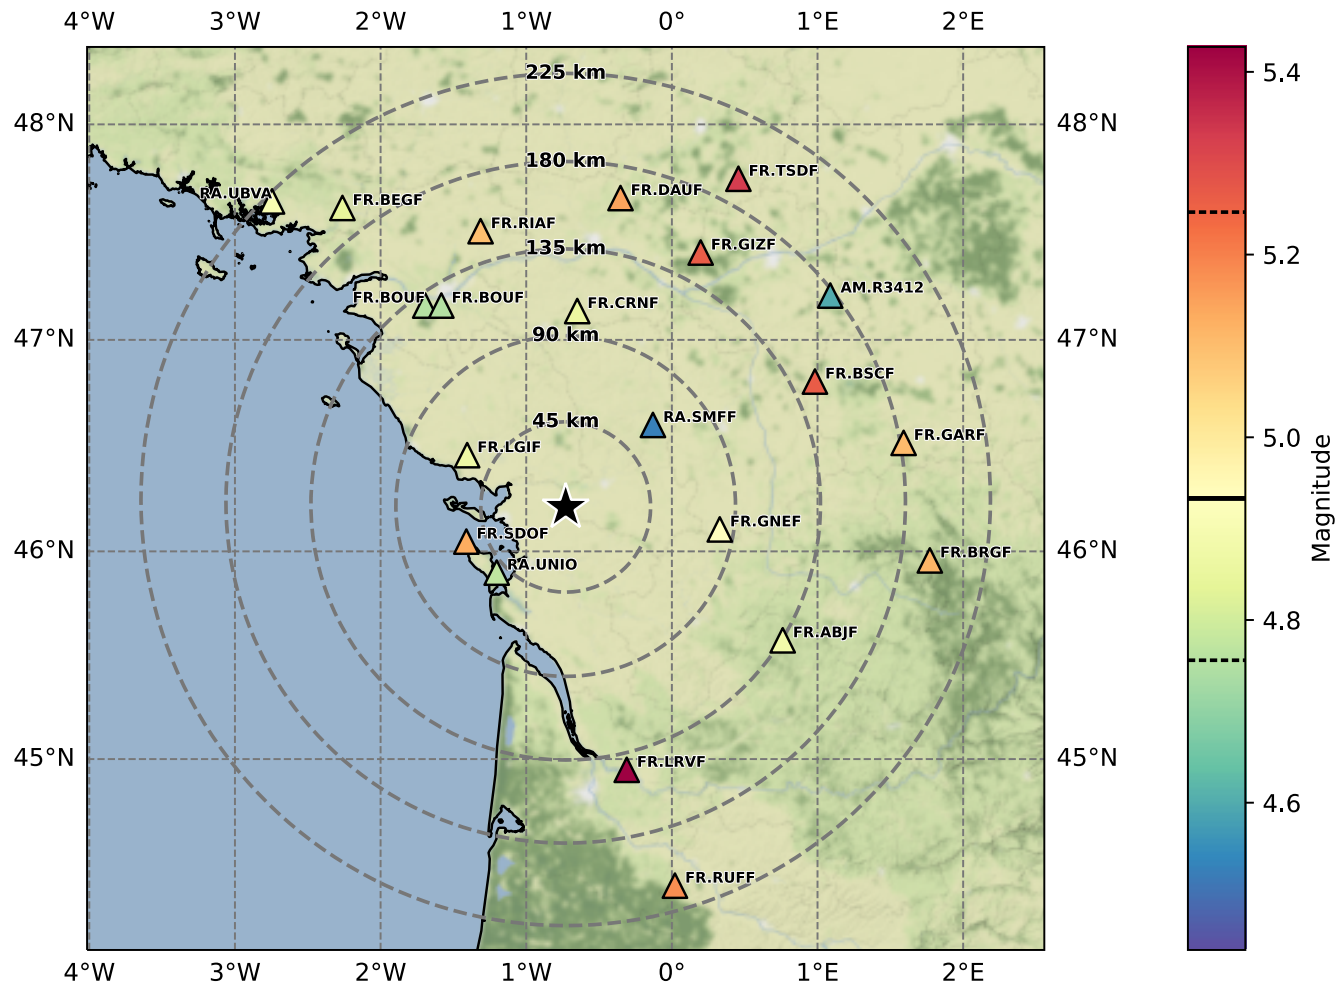 4°W 3°W 2°W 1°W 0° 1°E 2°E
225 km
5.4
48°N 48°N
180 km
FR.TSDF
RA.UBVA FR.BEGF FR.DAUF
FR.RIAF
135 km FR.GIZF
5.2
FR.BOUF FR.BOUF FR.CRNF AM.R3412
47°N 90 km 47°N
FR.BSCF
45 km RA.SMFF
FR.GARF
5.0
FR.LGIF
Magnitude
FR.SDOF FR.GNEF
46°N FR.BRGF 46°N
RA.UNIO
4.8
FR.ABJF
45°N FR.LRVF 45°N
4.6
FR.RUFF
4°W 3°W 2°W 1°W 0° 1°E 2°E